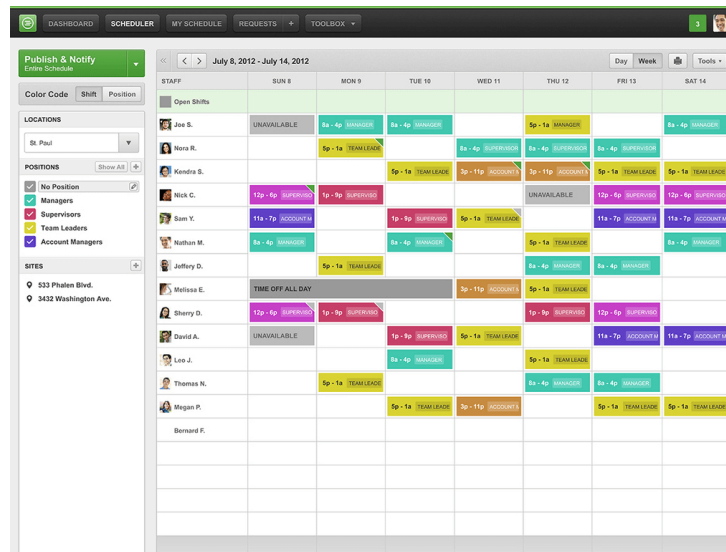 DASHBOARD SCHEDULER MY SCHEDULE REQUESTS + TOOLBOX 3
Publish & Notify
Entire Schedule
Color Code Shift Position
LOCATIONS
St. Paul
POSITIONS Show All +
No Position
Managers
Supervisors
Team Leaders
Account Managers
SITES +
533 Phalen Blvd.
3432 Washington Ave.
« < > July 8, 2012 - July 14, 2012 Day Week Tools
STAFF SUN 8 MON 9 TUE 10 WED 11 THU 12 FRI 13 SAT 14
Open Shifts
Joe S. UNAVAILABLE 8a - 4p MANAGER 8a - 4p MANAGER 5p - 1a MANAGER 8a - 4p MANAGER
Nora R. 5p - 1a TEAM LEADE 8a - 4p SUPERVISOR 8a - 4p SUPERVISOR 8a - 4p SUPERVISOR
Kendra S. 5p - 1a TEAM LEADE 3p - 11p ACCOUNT M 3p - 11p ACCOUNT M 5p - 1a TEAM LEADE 5p - 1a TEAM LEADE
Nick C. 12p - 6p SUPERVISO 1p - 9p SUPERVISO UNAVAILABLE 12p - 6p SUPERVISO 12p - 6p SUPERVISO
Sam Y. 11a - 7p ACCOUNT M 1p - 9p SUPERVISO 5p - 1a TEAM LEADE 11a - 7p ACCOUNT M 11a - 7p ACCOUNT M
Nathan M. 8a - 4p MANAGER 8a - 4p MANAGER 5p - 1a TEAM LEADE 8a - 4p MANAGER
Jeffery D. 5p - 1a TEAM LEADE 8a - 4p MANAGER 8a - 4p MANAGER
Melissa E. TIME OFF ALL DAY 3p - 11p ACCOUNT M 5p - 1a TEAM LEADE
Sherry D. 12p - 6p SUPERVISO 1p - 9p SUPERVISO 1p - 9p SUPERVISO 12p - 6p SUPERVISO
David A. UNAVAILABLE 1p - 9p SUPERVISO 5p - 1a TEAM LEADE 11a - 7p ACCOUNT M 11a - 7p ACCOUNT M
Leo J. 8a - 4p MANAGER 5p - 1a TEAM LEADE
Thomas N. 5p - 1a TEAM LEADE 8a - 4p MANAGER 8a - 4p MANAGER
Megan P. 5p - 1a TEAM LEADE 3p - 11p ACCOUNT M 5p - 1a TEAM LEADE 5p - 1a TEAM LEADE
Bernard F.